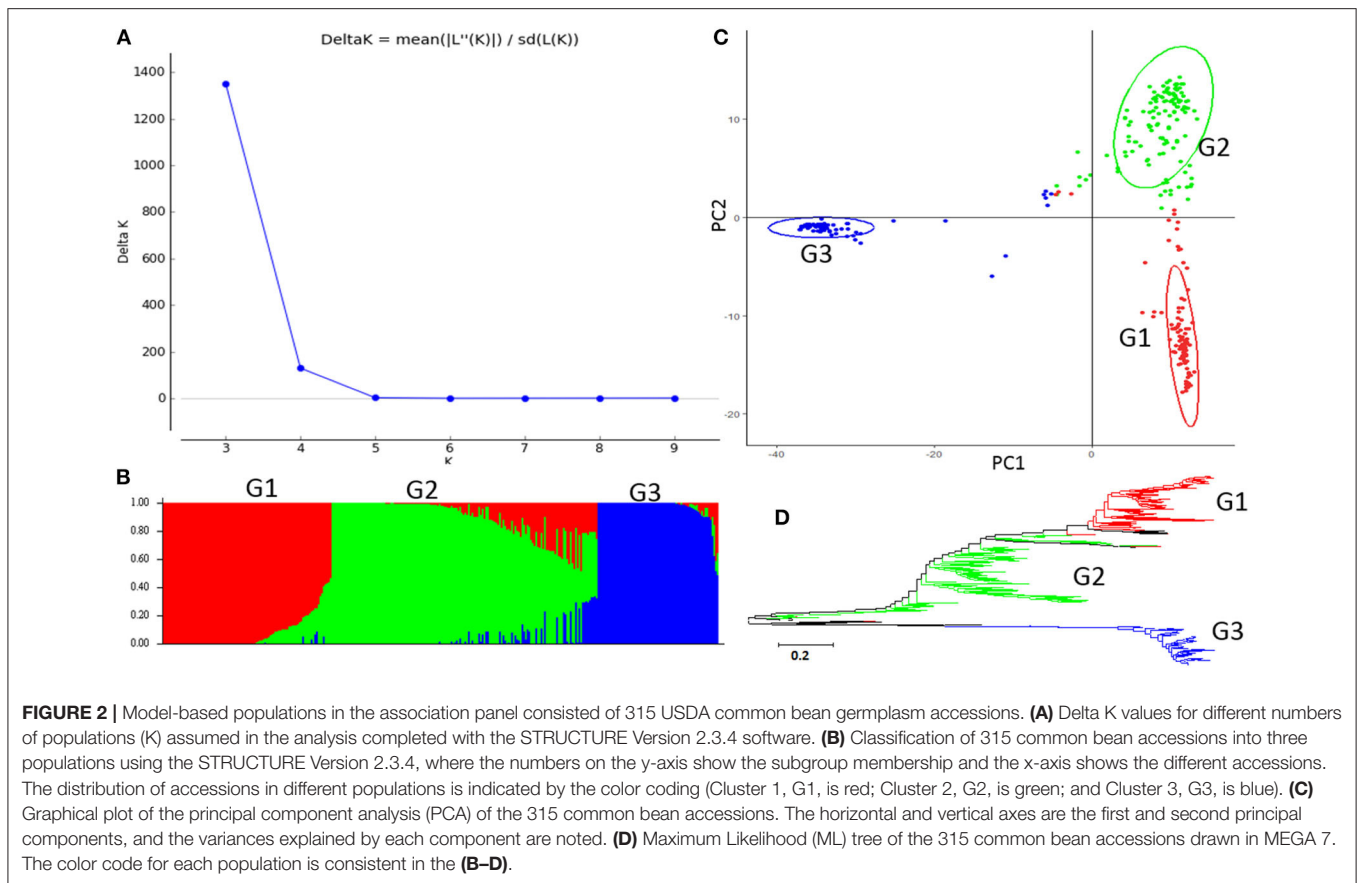 A
DeltaK = mean(|L''(K)|) / sd(L(K))
1400
1200
1000
800
600
400
200
0
Delta K
3 4 5 6 7 8 9
K
B
G1 G2 G3
1.00
0.80
0.60
0.40
0.20
0.00
C
10
0
-10
-20
PC2
G2
G3
G1
-40 -20 0
PC1
D
G1
G2
G3
0.2
FIGURE 2 | Model-based populations in the association panel consisted of 315 USDA common bean germplasm accessions. (A) Delta K values for different numbers
of populations (K) assumed in the analysis completed with the STRUCTURE Version 2.3.4 software. (B) Classification of 315 common bean accessions into three
populations using the STRUCTURE Version 2.3.4, where the numbers on the y-axis show the subgroup membership and the x-axis shows the different accessions.
The distribution of accessions in different populations is indicated by the color coding (Cluster 1, G1, is red; Cluster 2, G2, is green; and Cluster 3, G3, is blue). (C)
Graphical plot of the principal component analysis (PCA) of the 315 common bean accessions. The horizontal and vertical axes are the first and second principal
components, and the variances explained by each component are noted. (D) Maximum Likelihood (ML) tree of the 315 common bean accessions drawn in MEGA 7.
The color code for each population is consistent in the (B–D).